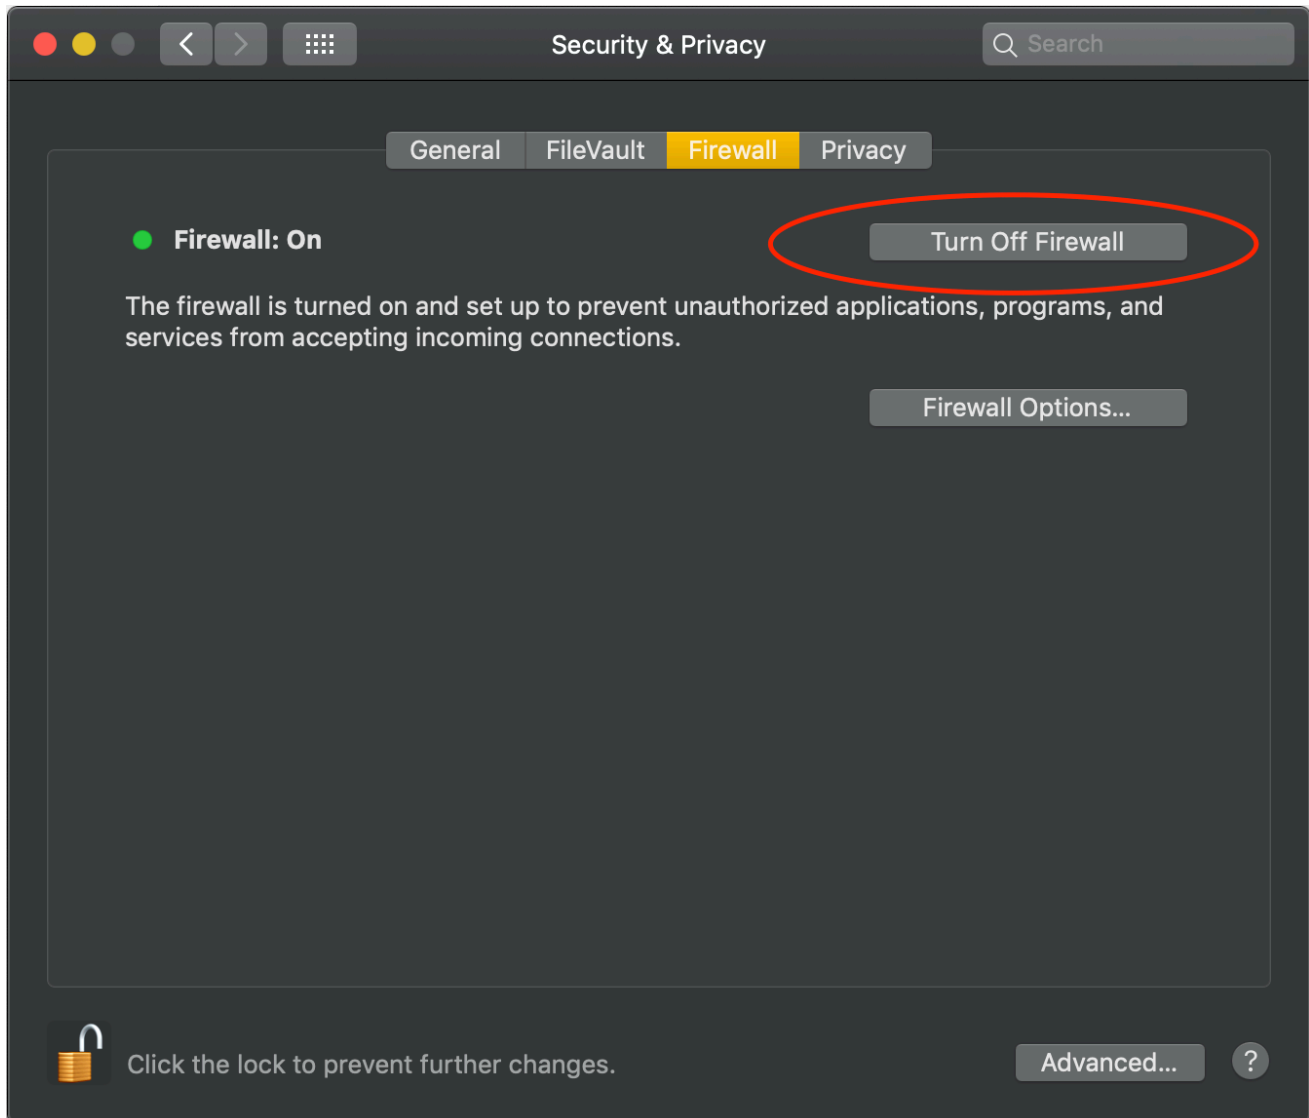 Security & Privacy
Search
General
FileVault
Firewall
Privacy
Firewall: On
Turn Off Firewall
The firewall is turned on and set up to prevent unauthorized applications, programs, and
services from accepting incoming connections.
Firewall Options...
Click the lock to prevent further changes.
Advanced...
?